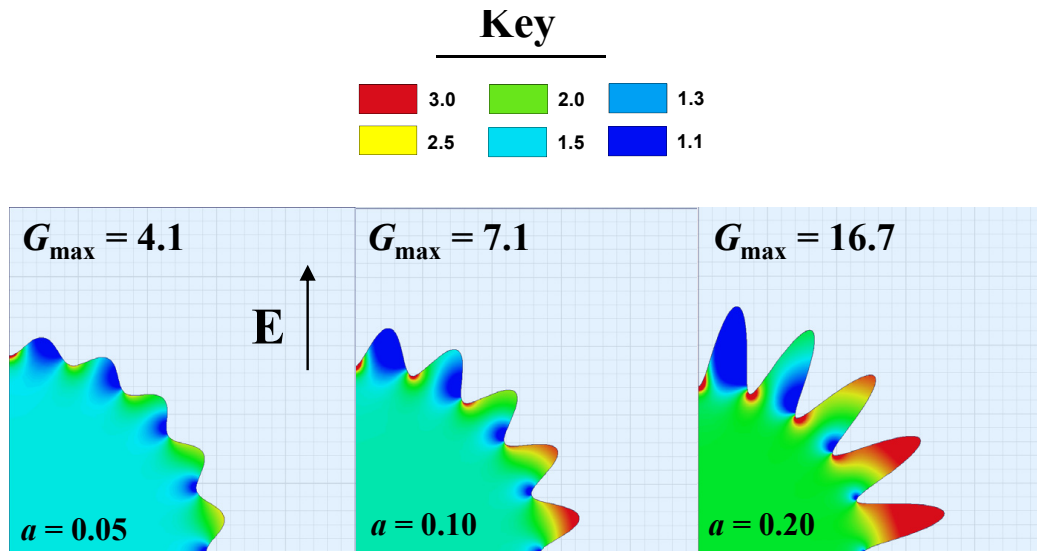 Key
3.0 2.0 1.3
2.5 1.5 1.1
Gmax = 4.1 Gmax = 7.1 Gmax = 16.7
E
a = 0.05 a = 0.10 a = 0.20